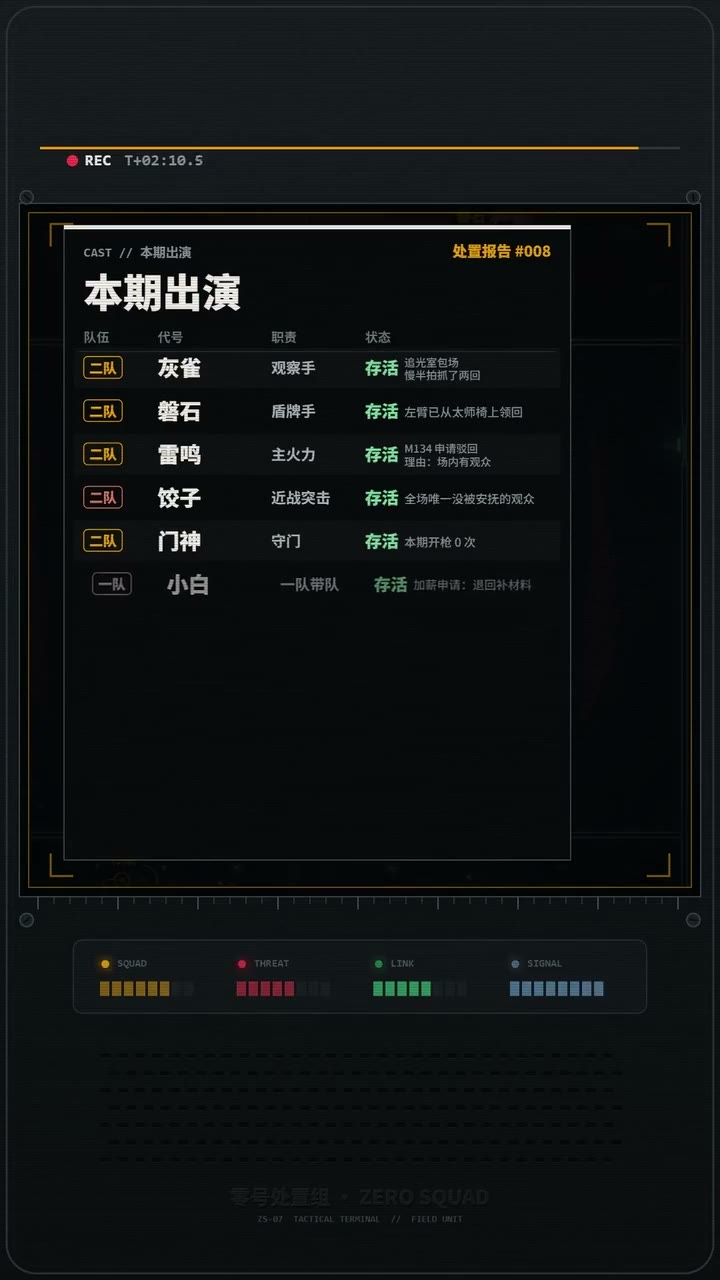 REC T+02:10.5
CAST // 本期出演
处置报告 #008
本期出演
队伍 代号 职责 状态
二队 灰雀 观察手 存活 追光室包场
慢半拍抓了两回
二队 磐石 盾牌手 存活 左臂已从太师椅上领回
二队 雷鸣 主火力 存活 M134 申请驳回
理由：场内有观众
二队 饺子 近战突击 存活 全场唯一没被安抚的观众
二队 门神 守门 存活 本期开枪 0 次
一队 小白 一队带队 存活 加薪申请：退回补材料
SQUAD THREAT LINK SIGNAL
零号处置组 · ZERO SQUAD
ZS-07 TACTICAL TERMINAL // FIELD UNIT